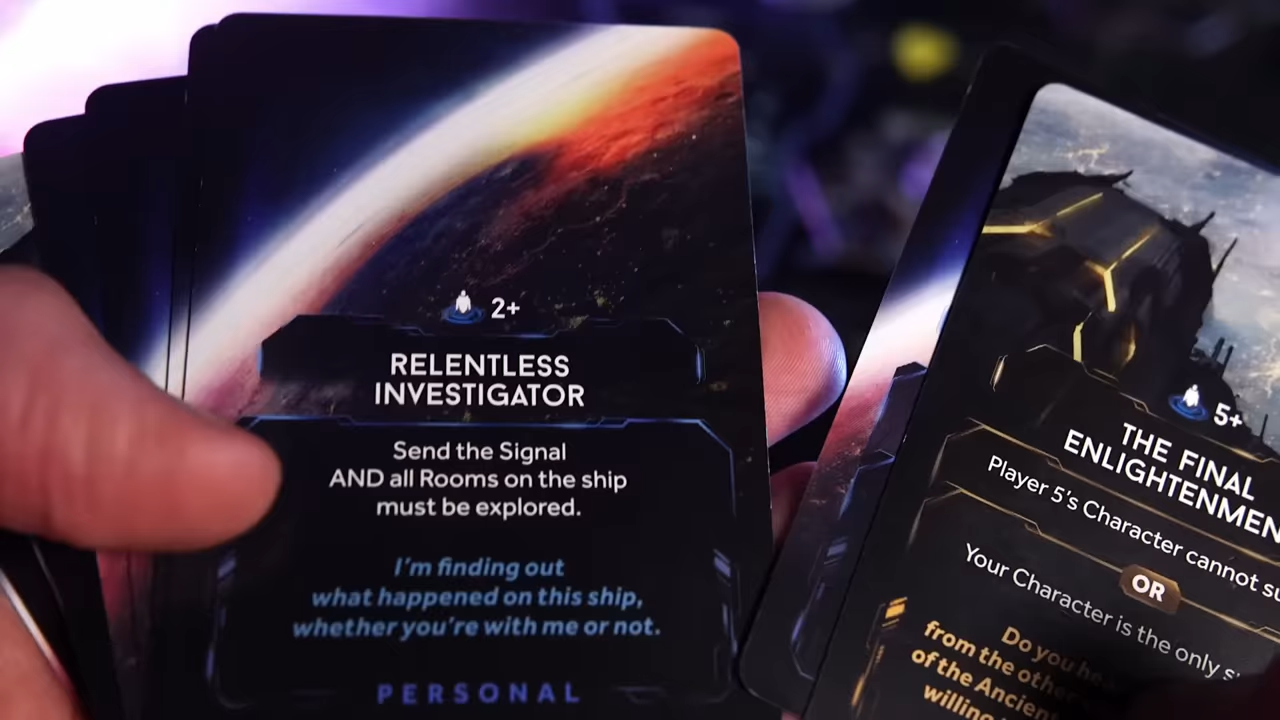 2+
RELENTLESS
INVESTIGATOR
Send the Signal
AND all Rooms on the ship
must be explored.
I'm finding out
what happened on this ship,
whether you're with me or not.
PERSONAL
5+
THE FINAL
Player 5's Character cannot
OR
Your Character is the only
Do you
from the other
of the
willing